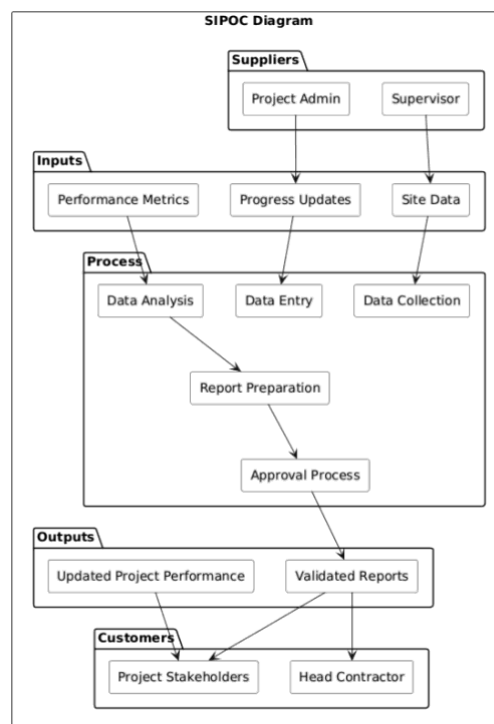 SIPOC Diagram
Suppliers
Project Admin
Supervisor
Inputs
Performance Metrics
Progress Updates
Site Data
Process
Data Analysis
Data Entry
Data Collection
Report Preparation
Approval Process
Outputs
Updated Project Performance
Validated Reports
Customers
Project Stakeholders
Head Contractor